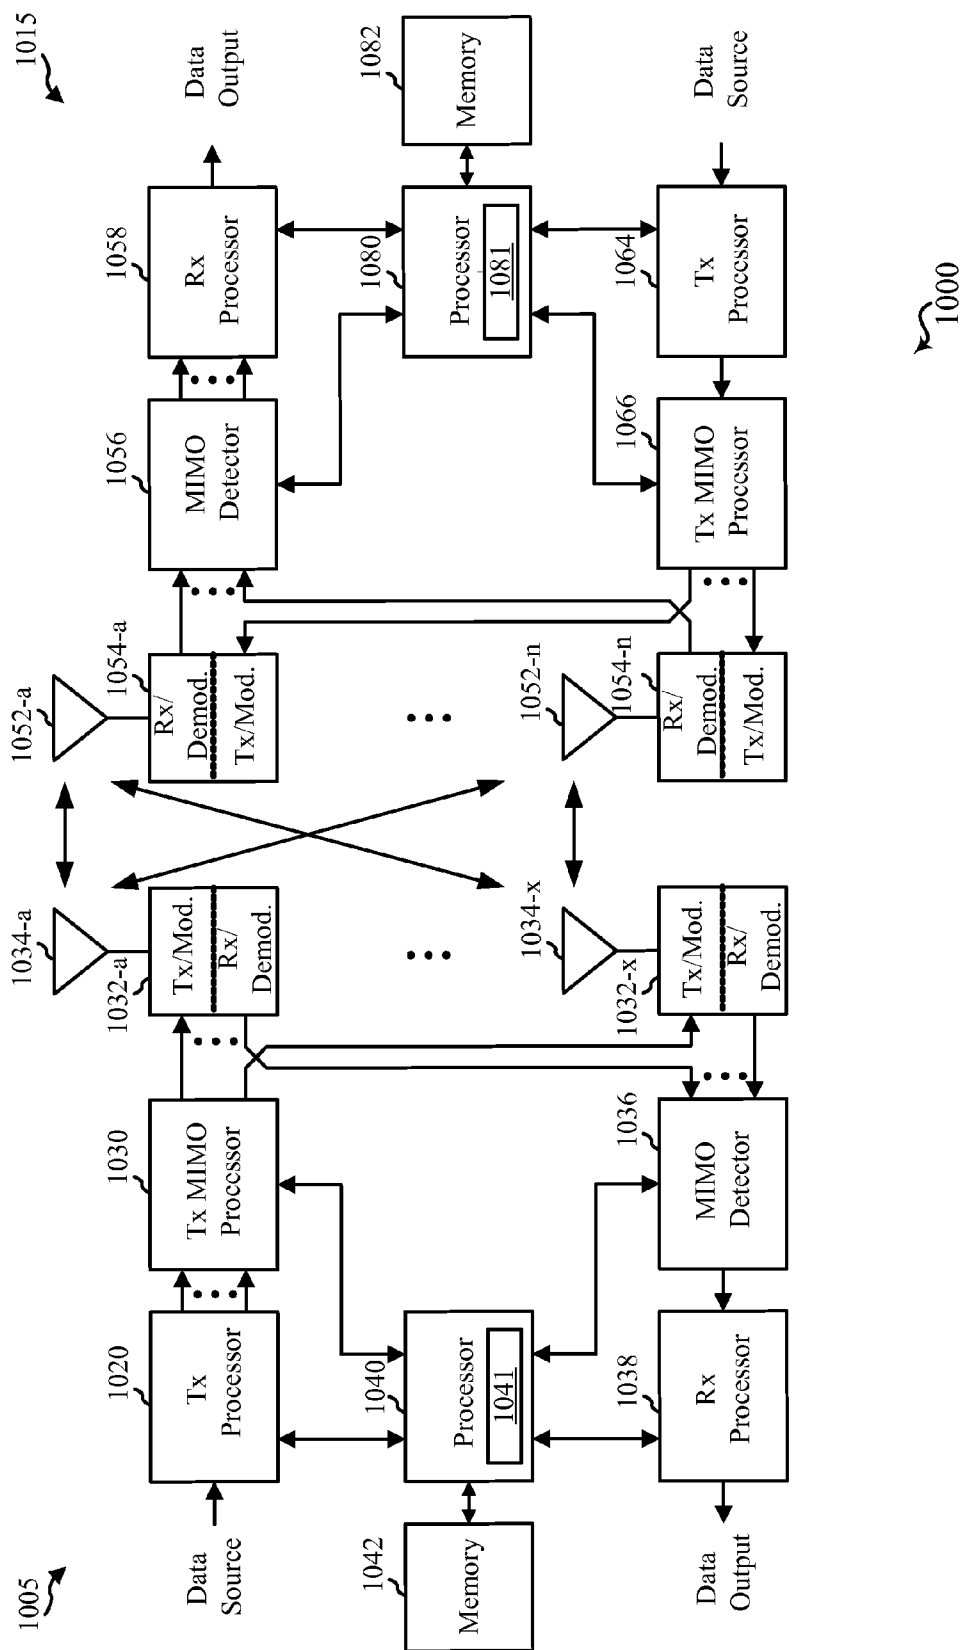 1005
1015
Data
Source
1020
Tx
Processor
1030
Tx MIMO
Processor
1032-a
Tx/Mod.
Rx/
Demod.
1034-a
1052-a
1054-a
Rx/
Demod.
Tx/Mod.
1056
MIMO
Detector
1058
Rx
Processor
Data
Output
1042
Memory
1040
Processor
1041
1080
Processor
1081
1082
Memory
Data
Output
1038
Rx
Processor
1036
MIMO
Detector
1032-x
Tx/Mod.
Rx/
Demod.
1034-x
1052-n
1054-n
Rx/
Demod.
Tx/Mod.
1066
Tx MIMO
Processor
1064
Tx
Processor
Data
Source
1000